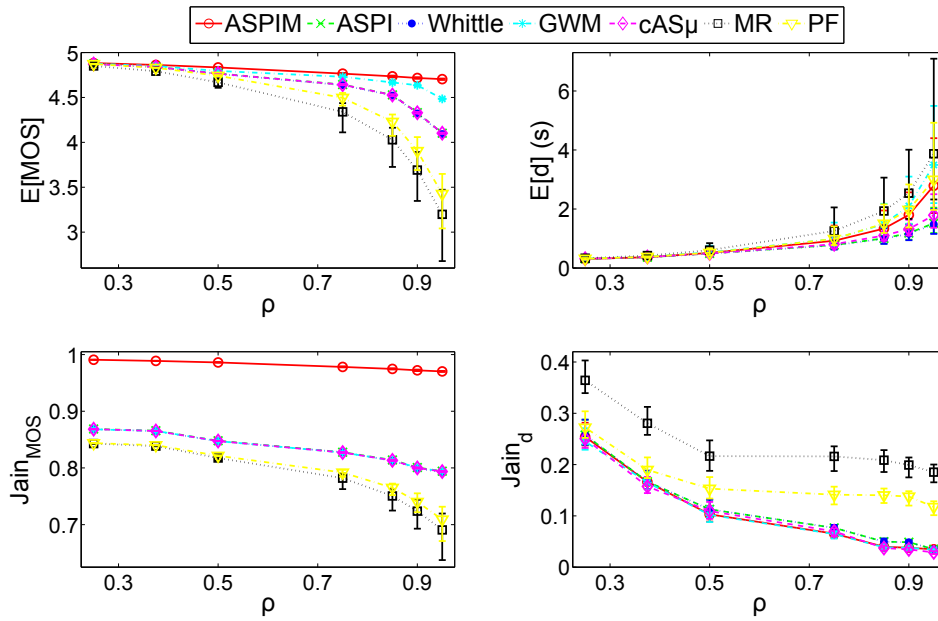 ASPIM ASPI Whittle GWM cASμ MR PF
E[MOS]
5
4.5
4
3.5
3
0.3 0.5 0.7 0.9
ρ
E[d] (s)
6
4
2
0
0.3 0.5 0.7 0.9
ρ
Jain_MOS
1
0.9
0.8
0.7
0.3 0.5 0.7 0.9
ρ
Jain_d
0.4
0.3
0.2
0.1
0
0.3 0.5 0.7 0.9
ρ